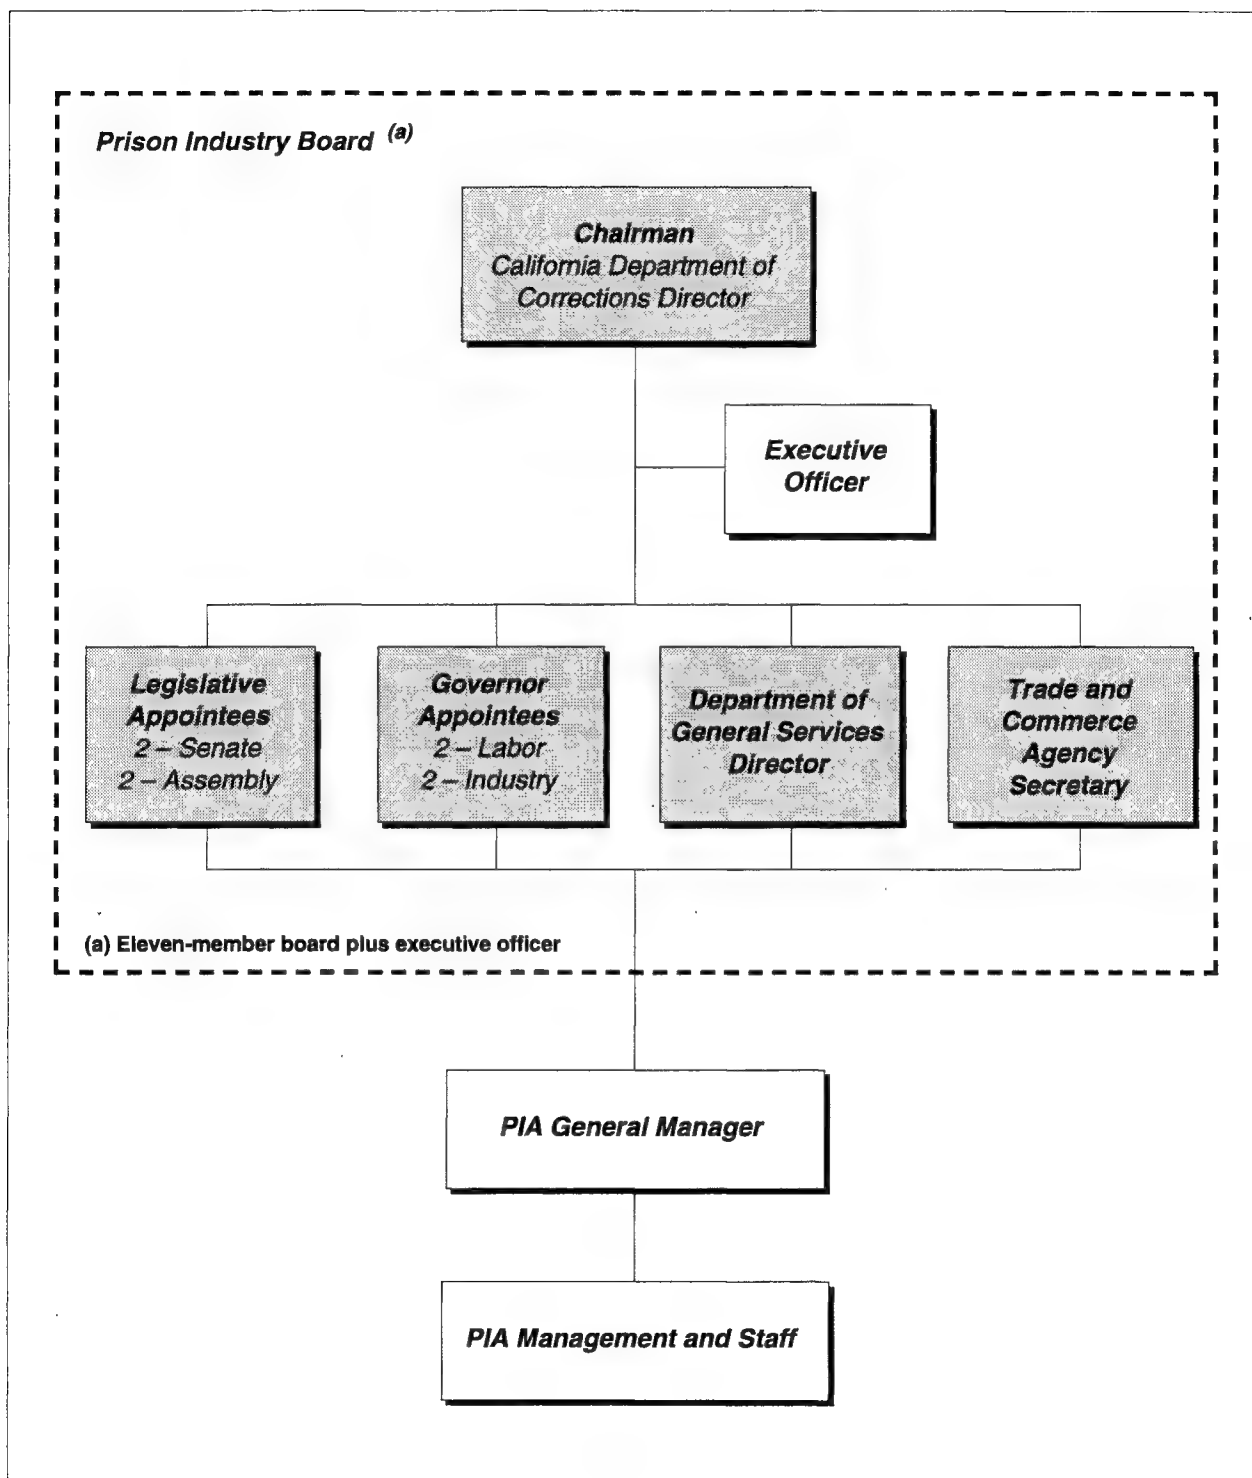 Prison Industry Board (a)
Chairman
California Department of
Corrections Director
Executive
Officer
Legislative
Appointees
2 – Senate
2 – Assembly
Governor
Appointees
2 – Labor
2 – Industry
Department of
General Services
Director
Trade and
Commerce
Agency
Secretary
(a) Eleven-member board plus executive officer
PIA General Manager
PIA Management and Staff